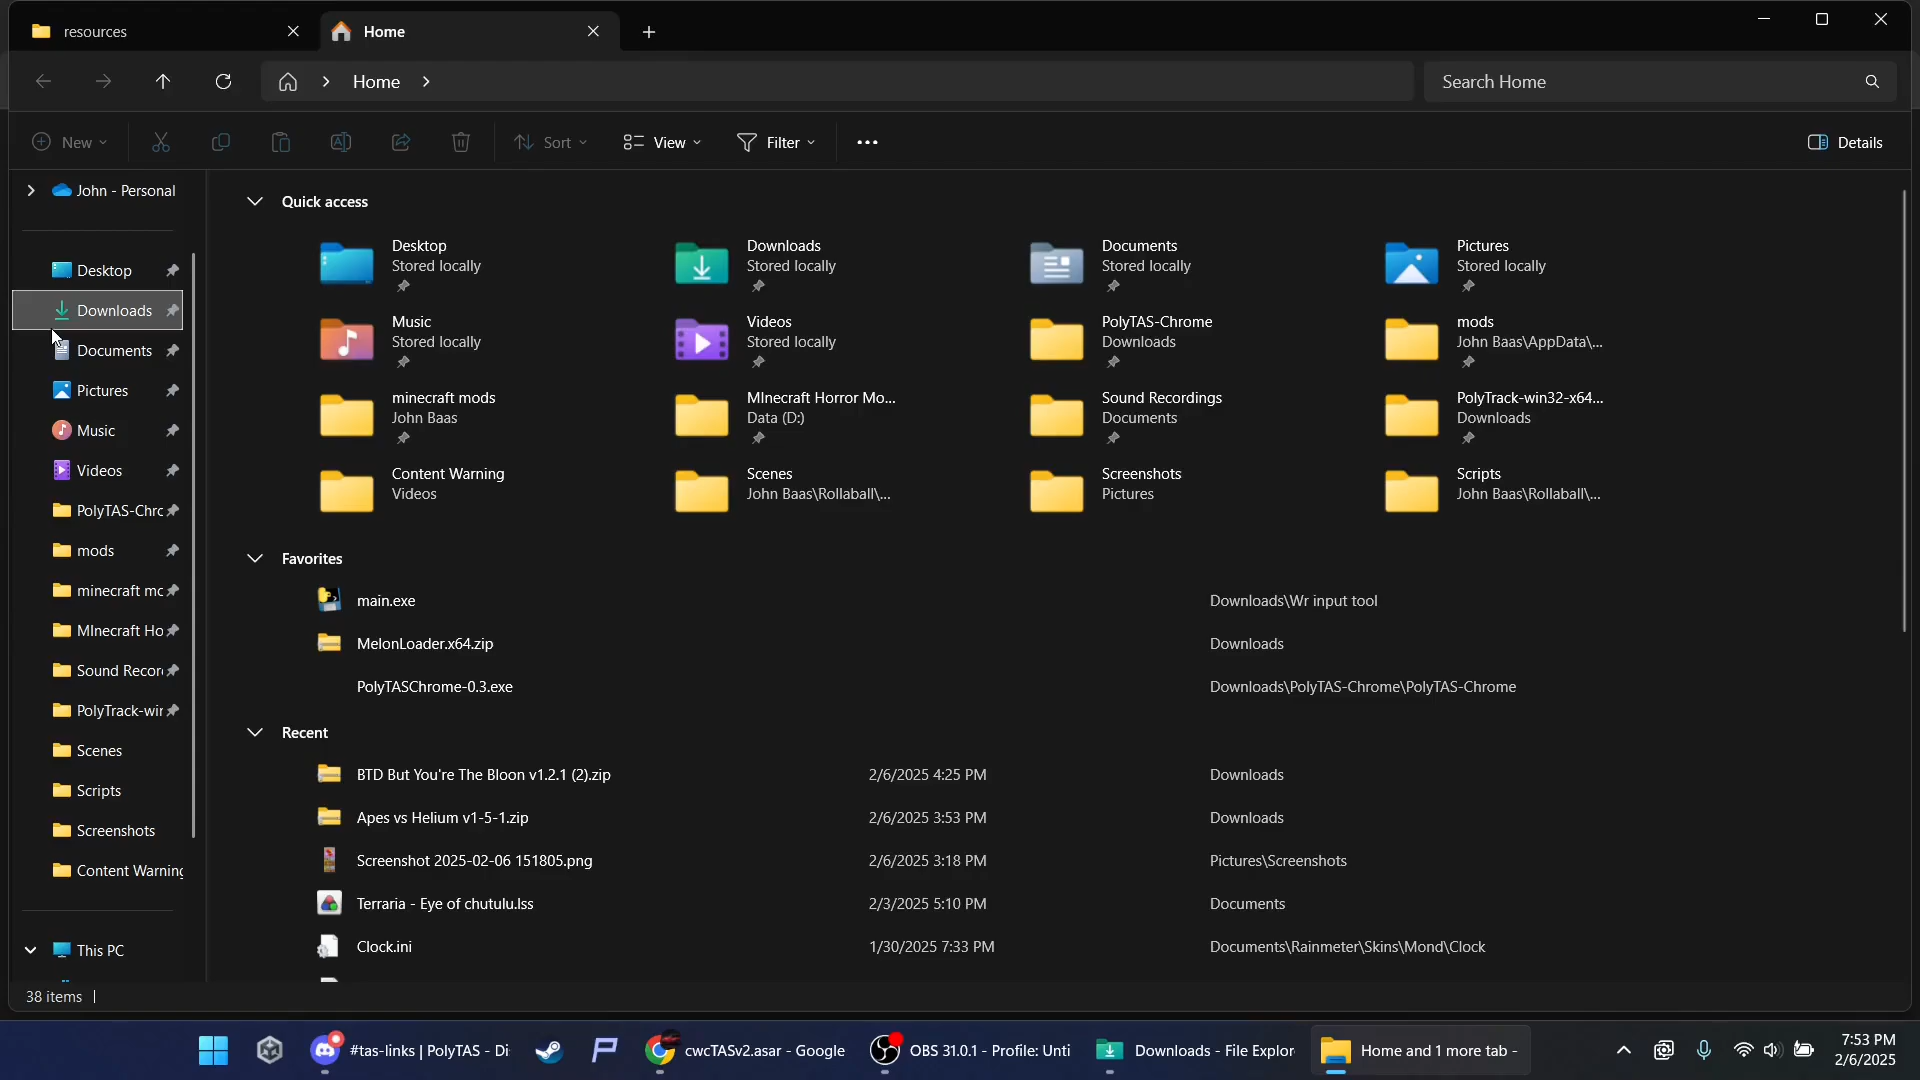 resources
Home
Home
Search Home
New
Sort
View
Filter
Details
John - Personal
Desktop
Downloads
Documents
Pictures
Music
Videos
PolyTAS-Chrc
mods
minecraft mc
MInecraft Ho
Sound Recor
PolyTrack-wir
Scenes
Scripts
Screenshots
Content Warning
This PC
Quick access
Desktop
Stored locally
Downloads
Stored locally
Documents
Stored locally
Pictures
Stored locally
Music
Stored locally
Videos
Stored locally
PolyTAS-Chrome
Downloads
mods
John Baas\AppData\...
minecraft mods
John Baas
MInecraft Horror Mo...
Data (D:)
Sound Recordings
Documents
PolyTrack-win32-x64...
Downloads
Content Warning
Videos
Scenes
John Baas\Rollaball\...
Screenshots
Pictures
Scripts
John Baas\Rollaball\...
Favorites
main.exe Downloads\Wr input tool
MelonLoader.x64.zip Downloads
PolyTASChrome-0.3.exe Downloads\PolyTAS-Chrome\PolyTAS-Chrome
Recent
BTD But You're The Bloon v1.2.1 (2).zip 2/6/2025 4:25 PM Downloads
Apes vs Helium v1-5-1.zip 2/6/2025 3:53 PM Downloads
Screenshot 2025-02-06 151805.png 2/6/2025 3:18 PM Pictures\Screenshots
Terraria - Eye of chutulu.lss 2/3/2025 5:10 PM Documents
Clock.ini 1/30/2025 7:33 PM Documents\Rainmeter\Skins\Mond\Clock
38 items
#tas-links | PolyTAS - Di
cwcTASv2.asar - Google
OBS 31.0.1 - Profile: Unti
Downloads - File Explor
Home and 1 more tab -
7:53 PM
2/6/2025